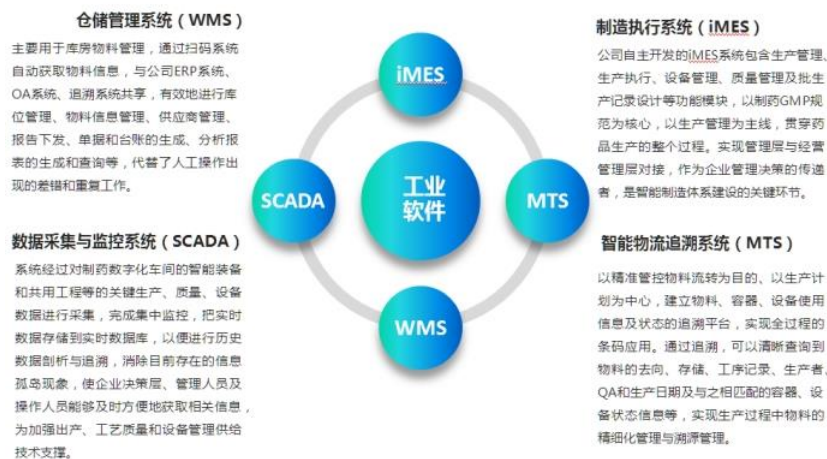 仓储管理系统（WMS）
主要用于库房物料管理，通过扫码系统
自动获取物料信息，与公司ERP系统、
OA系统、追溯系统共享，有效地进行库
位管理、物料信息管理、供应商管理、
报告下发、单据和台账的生成、分析报
表的生成和查询等，代替了人工操作出
现的差错和重复工作。
数据采集与监控系统（SCADA）
系统经过对制药数字化车间的智能装备
和共用工程等的关键生产、质量、设备
数据进行采集，完成集中监控，把实时
数据存储到实时数据库，以便进行历史
数据剖析与追溯，消除目前存在的信息
孤岛现象，使企业决策层、管理人员及
操作人员能够及时方便地获取相关信息，
为加强出产、工艺质量和设备管理供给
技术支撑。
iMES
SCADA
工业
软件
MTS
WMS
制造执行系统（iMES）
公司自主开发的iMES系统包含生产管理、
生产执行、设备管理、质量管理及批生
产记录设计等功能模块，以制药GMP规
范为核心，以生产管理为主线，贯穿药
品生产的整个过程。实现管理层与经营
管理层对接，作为企业管理决策的传递
者，是智能制造体系建设的关键环节。
智能物流追溯系统（MTS）
以精准管控物料流转为目的、以生产计
划为中心，建立物料、容器、设备使用
信息及状态的追溯平台，实现全过程的
条码应用。通过追溯，可以清晰查询到
物料的去向、存储、工序记录、生产者、
QA和生产日期及与之相匹配的容器、设
备状态信息等，实现生产过程中物料的
精细化管理与溯源管理。